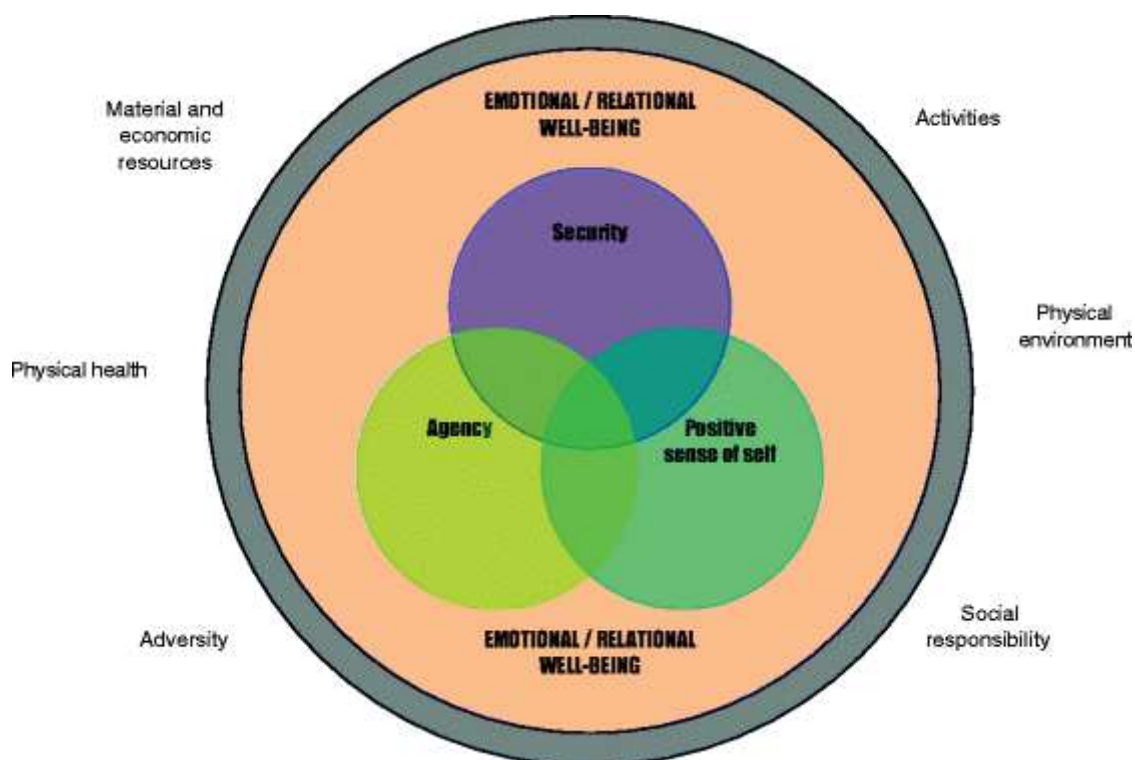 EMOTIONAL / RELATIONAL
WELL-BEING
Material and
economic
resources
Activities
Security
Physical
environment
Physical health
Agency
Positive
sense of self
Adversity
EMOTIONAL / RELATIONAL
WELL-BEING
Social
responsibility